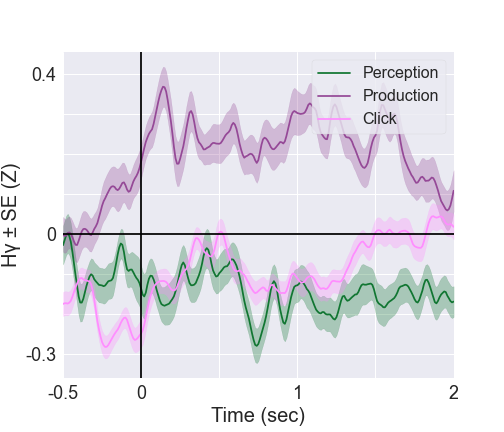 Perception
Production
Click
0.4
0
-0.3
Hγ ± SE (Z)
-0.5
0
1
2
Time (sec)